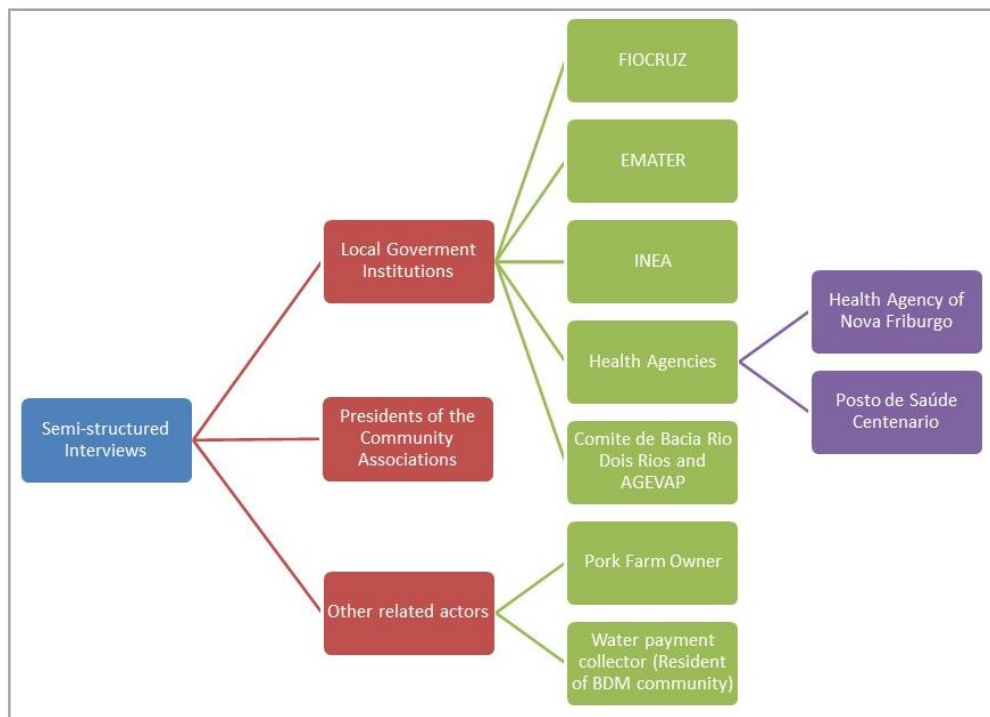 FIOCRUZ
EMATER
Local Goverment
Institutions
INEA
Health Agency of
Nova Friburgo
Health Agencies
Semi-structured
Interviews
Presidents of the
Community
Associations
Posto de Saúde
Centenario
Comite de Bacia Rio
Dois Rios and
AGEVAP
Pork Farm Owner
Other related actors
Water payment
collector (Resident
of BDM community)